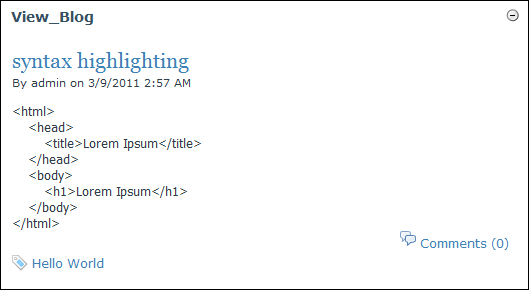 View_Blog
syntax highlighting
By admin on 3/9/2011 2:57 AM
<html>
<head>
<title>Lorem Ipsum</title>
</head>
<body>
<h1>Lorem Ipsum</h1>
</body>
</html>
Comments (0)
Hello World